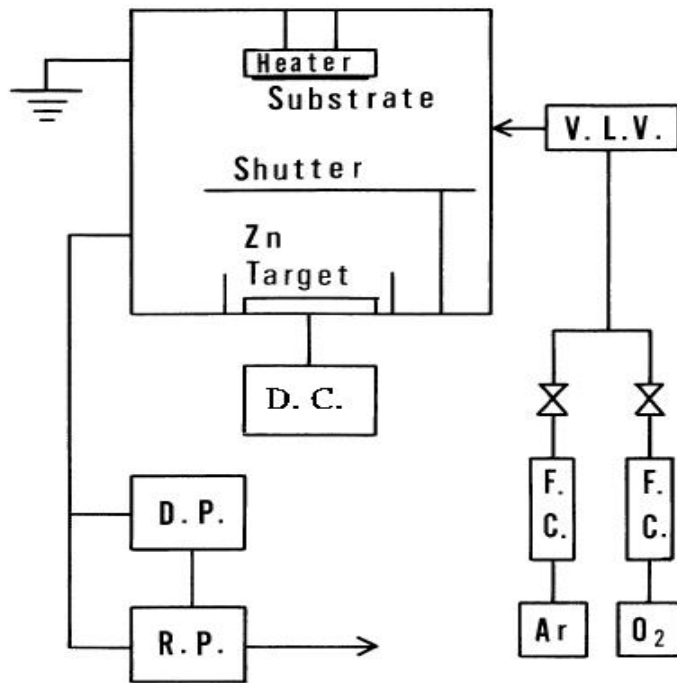 Heater
Substrate
V. L. V.
Shutter
Zn
Target
D. C.
D. P.
F.
C.
F.
C.
R. P.
Ar
O₂